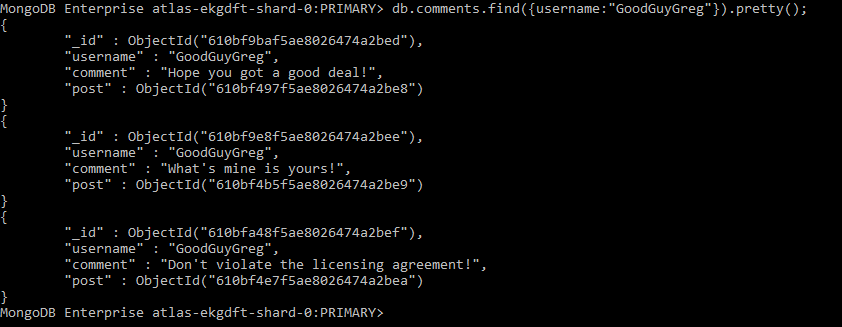 MongoDB Enterprise atlas-ekgdft-shard-0:PRIMARY> db.comments.find({username:"GoodGuyGreg"}).pretty();
{
"_id" : ObjectId("610bf9baf5ae8026474a2bed"),
"username" : "GoodGuyGreg",
"comment" : "Hope you got a good deal!",
"post" : ObjectId("610bf497f5ae8026474a2be8")
}
{
"_id" : ObjectId("610bf9e8f5ae8026474a2bee"),
"username" : "GoodGuyGreg",
"comment" : "What's mine is yours!",
"post" : ObjectId("610bf4b5f5ae8026474a2be9")
}
{
"_id" : ObjectId("610bfa48f5ae8026474a2bef"),
"username" : "GoodGuyGreg",
"comment" : "Don't violate the licensing agreement!",
"post" : ObjectId("610bf4e7f5ae8026474a2bea")
}
MongoDB Enterprise atlas-ekgdft-shard-0:PRIMARY>